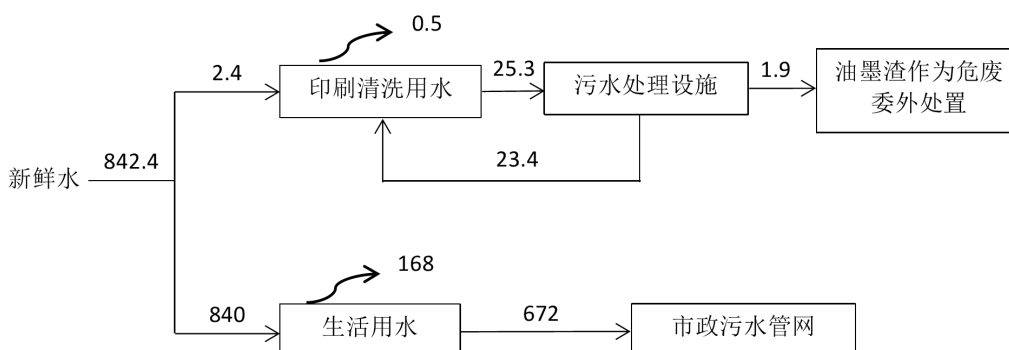 0.5
2.4
印刷清洗用水
25.3
污水处理设施
1.9
油墨渣作为危废
委外处置
23.4
新鲜水
842.4
168
840
生活用水
672
市政污水管网